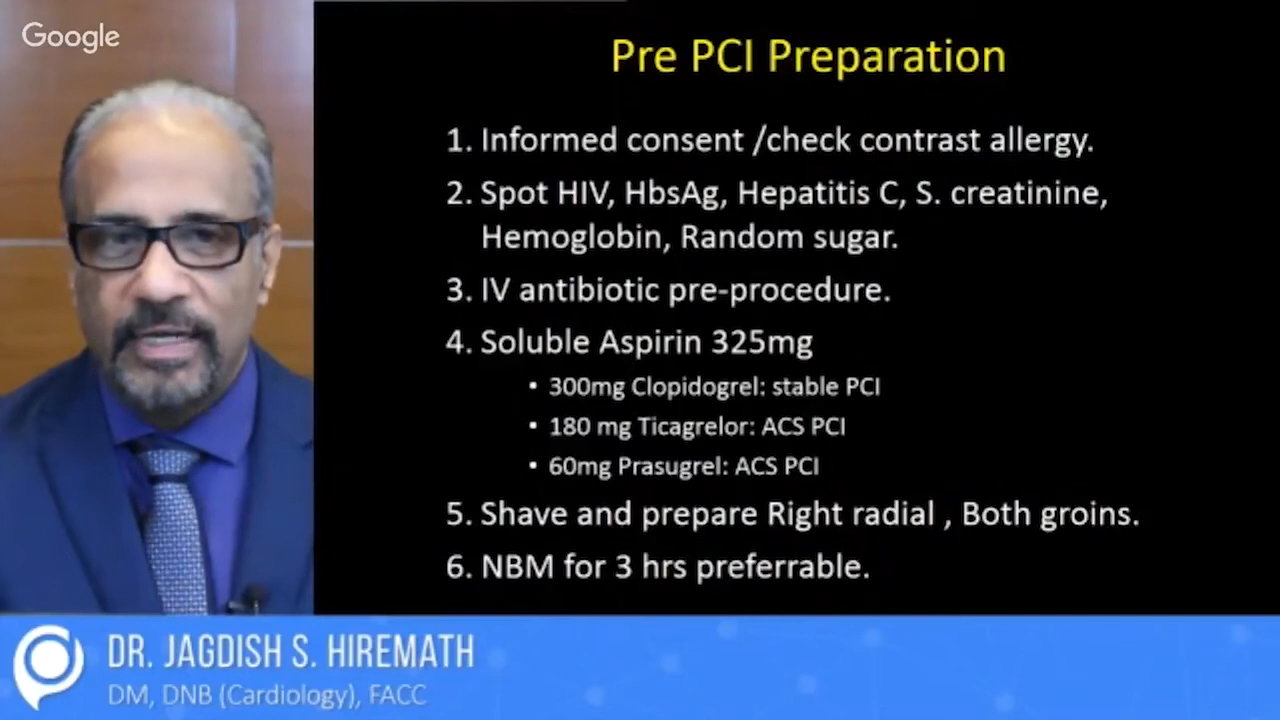 Google
Pre PCI Preparation
1. Informed consent /check contrast allergy.
2. Spot HIV, HbsAg, Hepatitis C, S. creatinine,
Hemoglobin, Random sugar.
3. IV antibiotic pre-procedure.
4. Soluble Aspirin 325mg
• 300mg Clopidogrel: stable PCI
• 180 mg Ticagrelor: ACS PCI
• 60mg Prasugrel: ACS PCI
5. Shave and prepare Right radial , Both groins.
6. NBM for 3 hrs preferrable.
DR. JAGDISH S. HIREMATH
DM, DNB (Cardiology), FACC